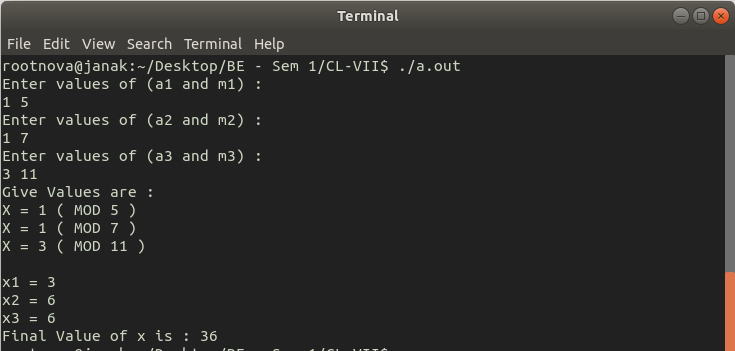 Terminal
File Edit View Search Terminal Help
rootnova@janak:~/Desktop/BE - Sem 1/CL-VII$ ./a.out
Enter values of (a1 and m1) :
1 5
Enter values of (a2 and m2) :
1 7
Enter values of (a3 and m3) :
3 11
Give Values are :
X = 1 ( MOD 5 )
X = 1 ( MOD 7 )
X = 3 ( MOD 11 )
x1 = 3
x2 = 6
x3 = 6
Final Value of x is : 36